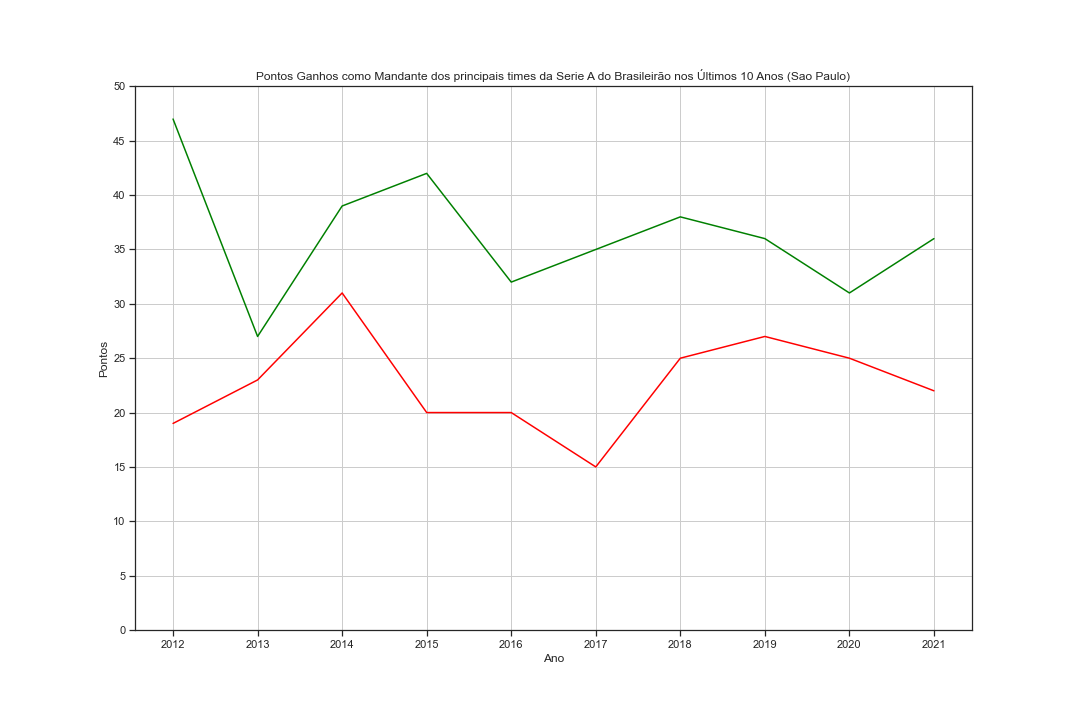 Pontos Ganhos como Mandante dos principais times da Serie A do Brasileirão nos Últimos 10 Anos (Sao Paulo)
50
45
40
35
30
25
20
15
10
5
0
Pontos
2012 2013 2014 2015 2016 2017 2018 2019 2020 2021
Ano